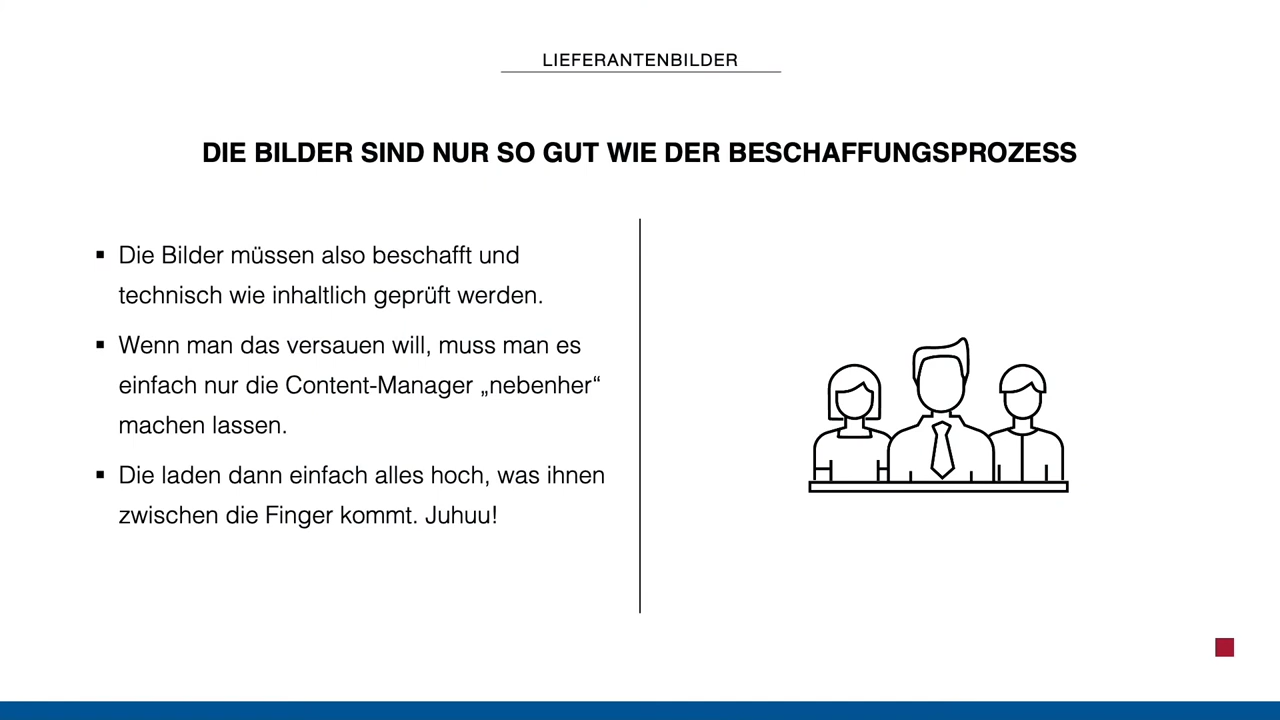 LIEFERANTENBILDER
DIE BILDER SIND NUR SO GUT WIE DER BESCHAFFUNGSPROZESS
▪ Die Bilder müssen also beschafft und
technisch wie inhaltlich geprüft werden.
▪ Wenn man das versauen will, muss man es
einfach nur die Content-Manager „nebenher“
machen lassen.
▪ Die laden dann einfach alles hoch, was ihnen
zwischen die Finger kommt. Juhuu!